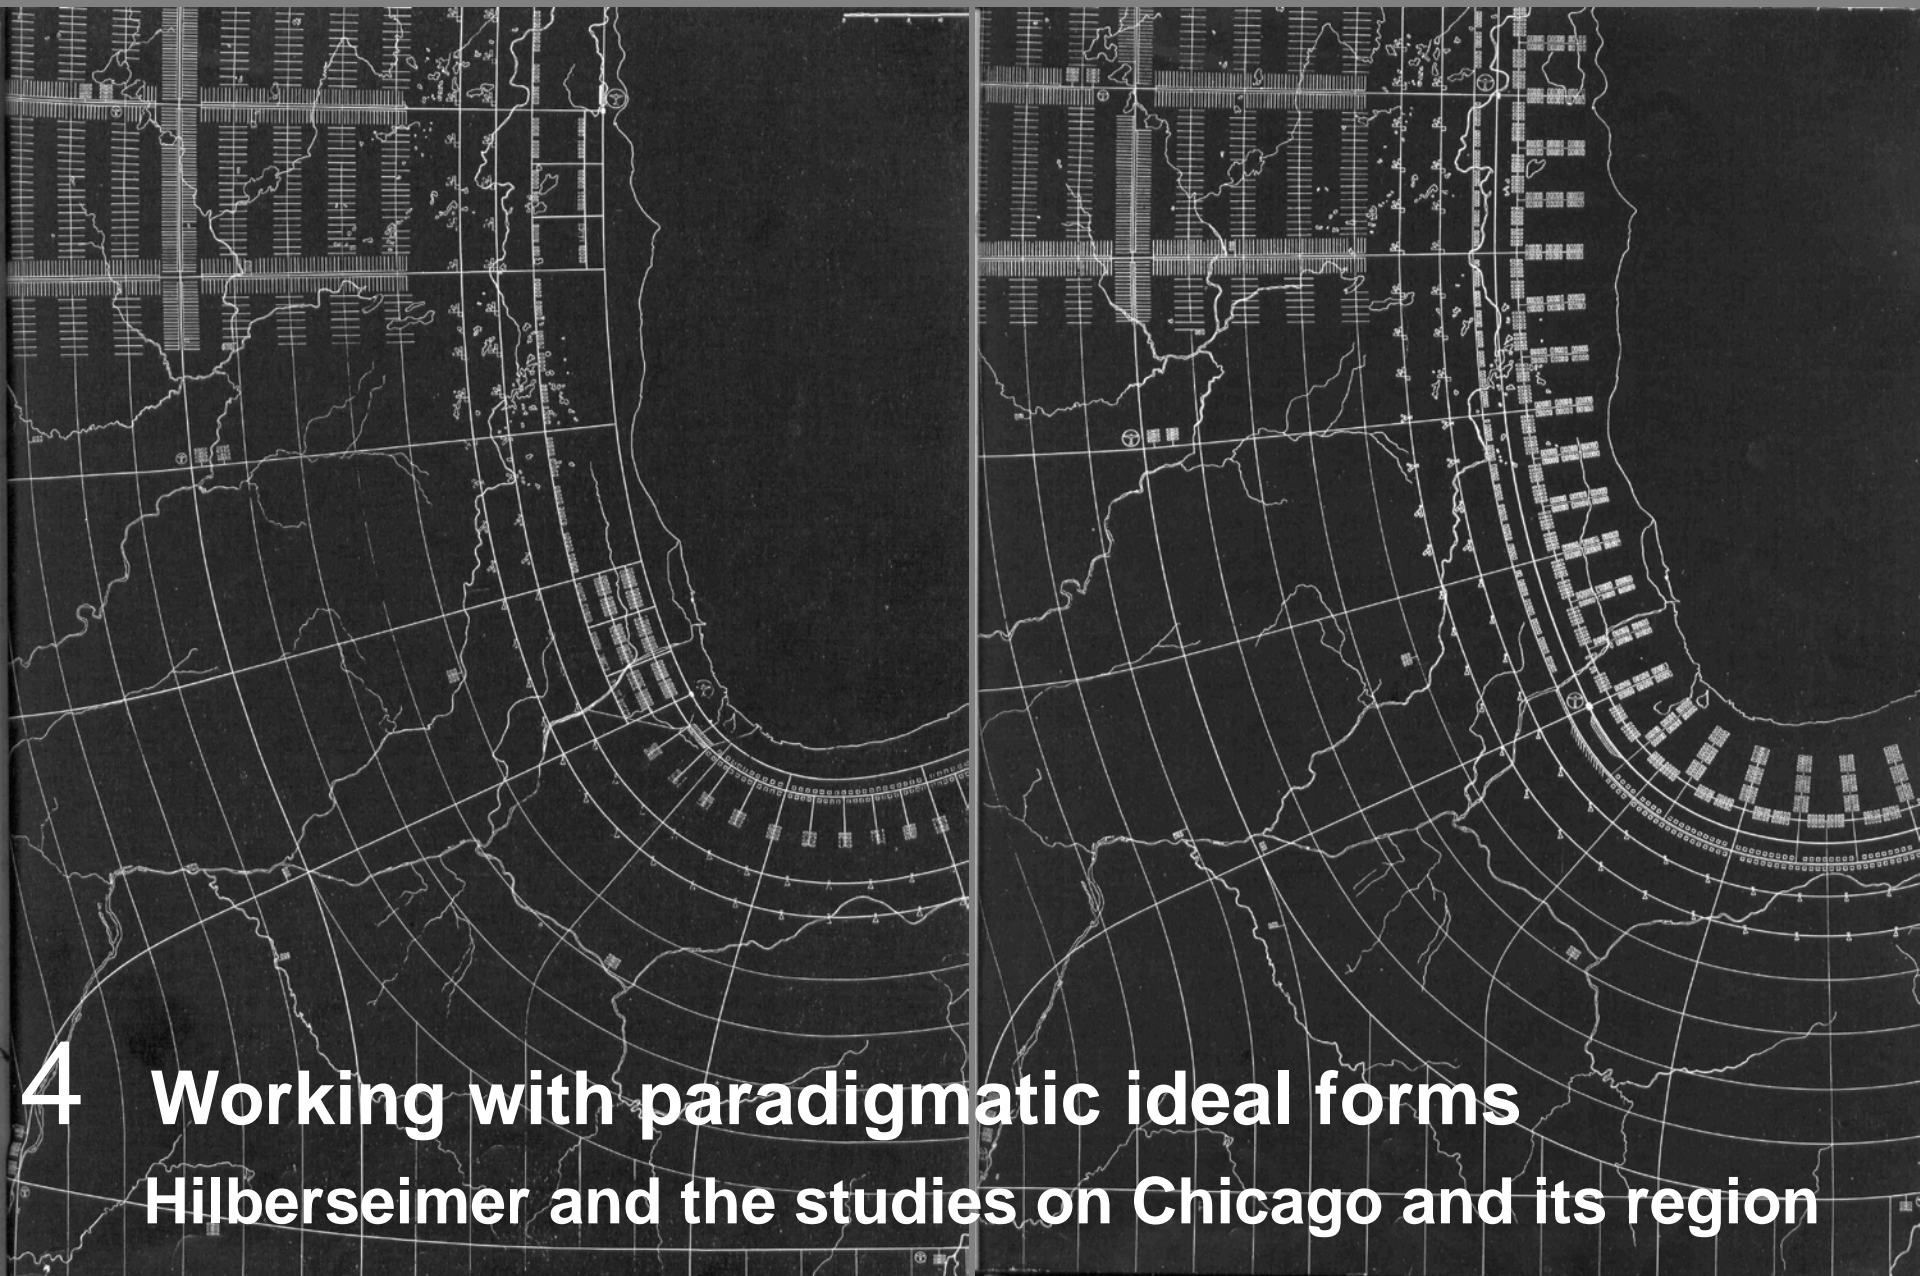 4 Working with paradigmatic ideal forms
Hilberseimer and the studies on Chicago and its region